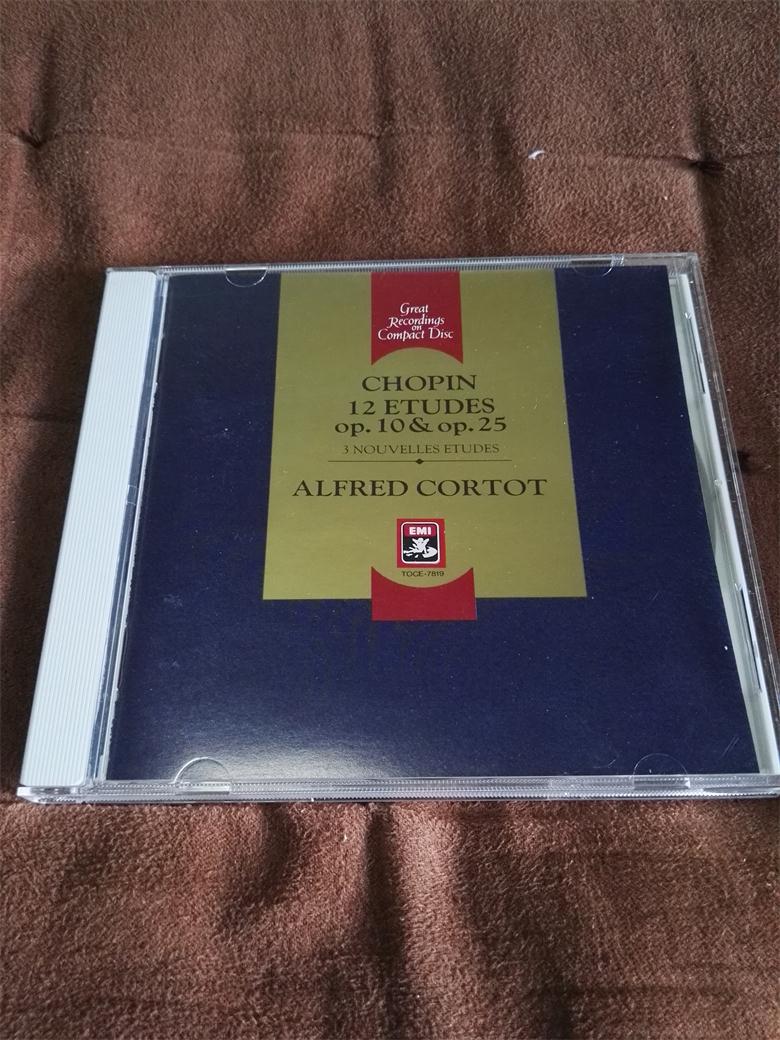 Great
Recordings
on
Compact Disc
CHOPIN
12 ETUDES
op. 10 & op. 25
3 NOUVELLES ETUDES
ALFRED CORTOT
EMI
TOCE-7819